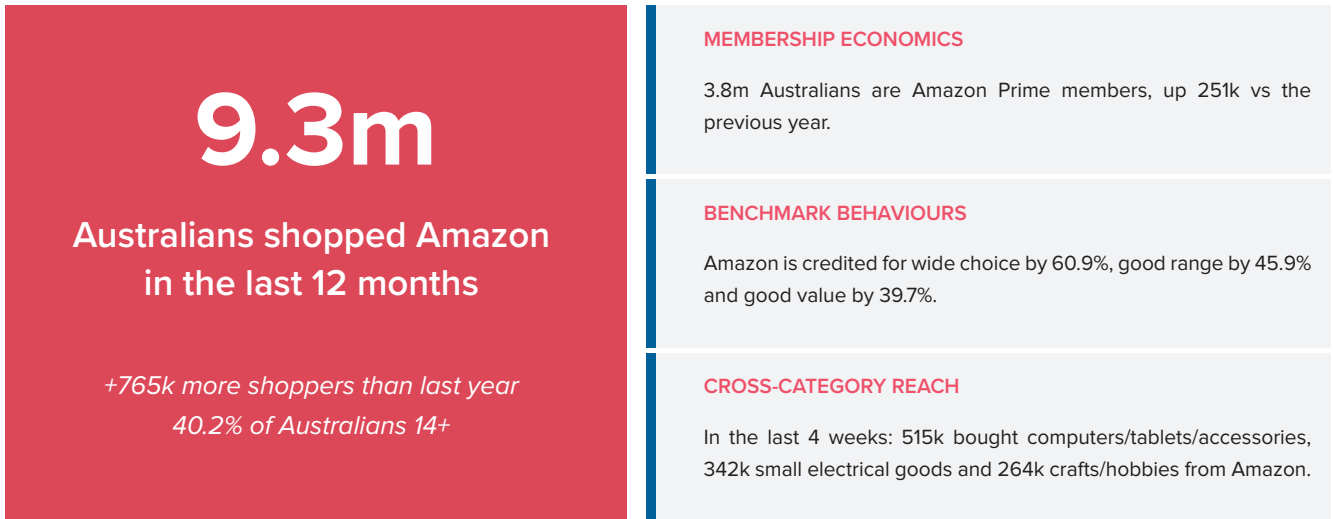 9.3m
Australians shopped Amazon
in the last 12 months
+765k more shoppers than last year
40.2% of Australians 14+
MEMBERSHIP ECONOMICS
3.8m Australians are Amazon Prime members, up 251k vs the
previous year.
BENCHMARK BEHAVIOURS
Amazon is credited for wide choice by 60.9%, good range by 45.9%
and good value by 39.7%.
CROSS-CATEGORY REACH
In the last 4 weeks: 515k bought computers/tablets/accessories,
342k small electrical goods and 264k crafts/hobbies from Amazon.